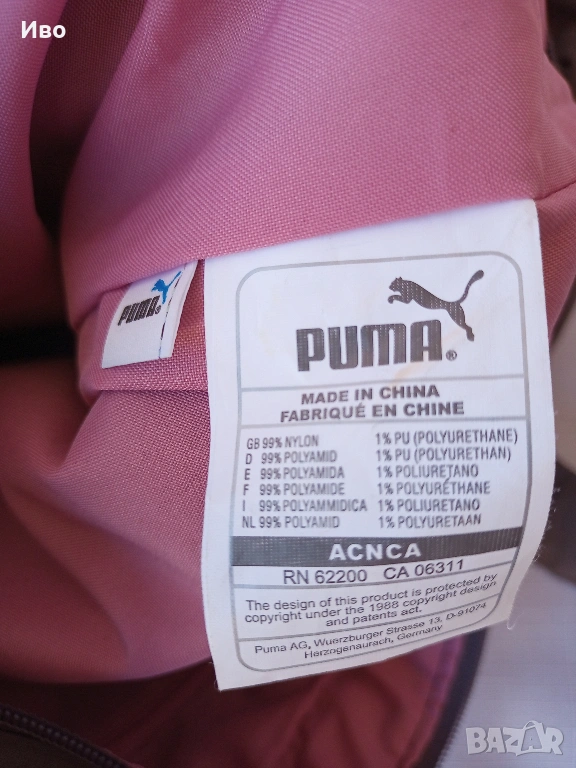 Иво
PUMA®
PUMA®
MADE IN CHINA
FABRIQUÉ EN CHINE
GB 99% NYLON 1% PU (POLYURETHANE)
D 99% POLYAMID 1% PU (POLYURETHAN)
E 99% POLYAMIDA 1% POLIURETANO
F 99% POLYAMIDE 1% POLYURÉTHANE
I 99% POLYAMMIDICA 1% POLIURETANO
NL 99% POLYAMID 1% POLYURETAAN
ACNCA
RN 62200 CA 06311
The design of this product is protected by
copyright under the 1988 copyright design
and patents act.
Puma AG, Wuerzburger Strasse 13, D-91074
Herzogenaurach, Germany
BAZAR